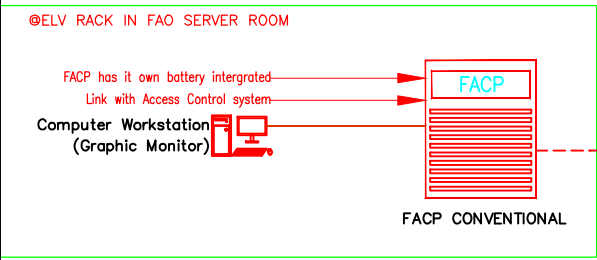 @ELV RACK IN FAO SERVER ROOM
FACP has it own battery intergrated
FACP
Link with Access Control system
Computer Workstation
(Graphic Monitor)
FACP CONVENTIONAL